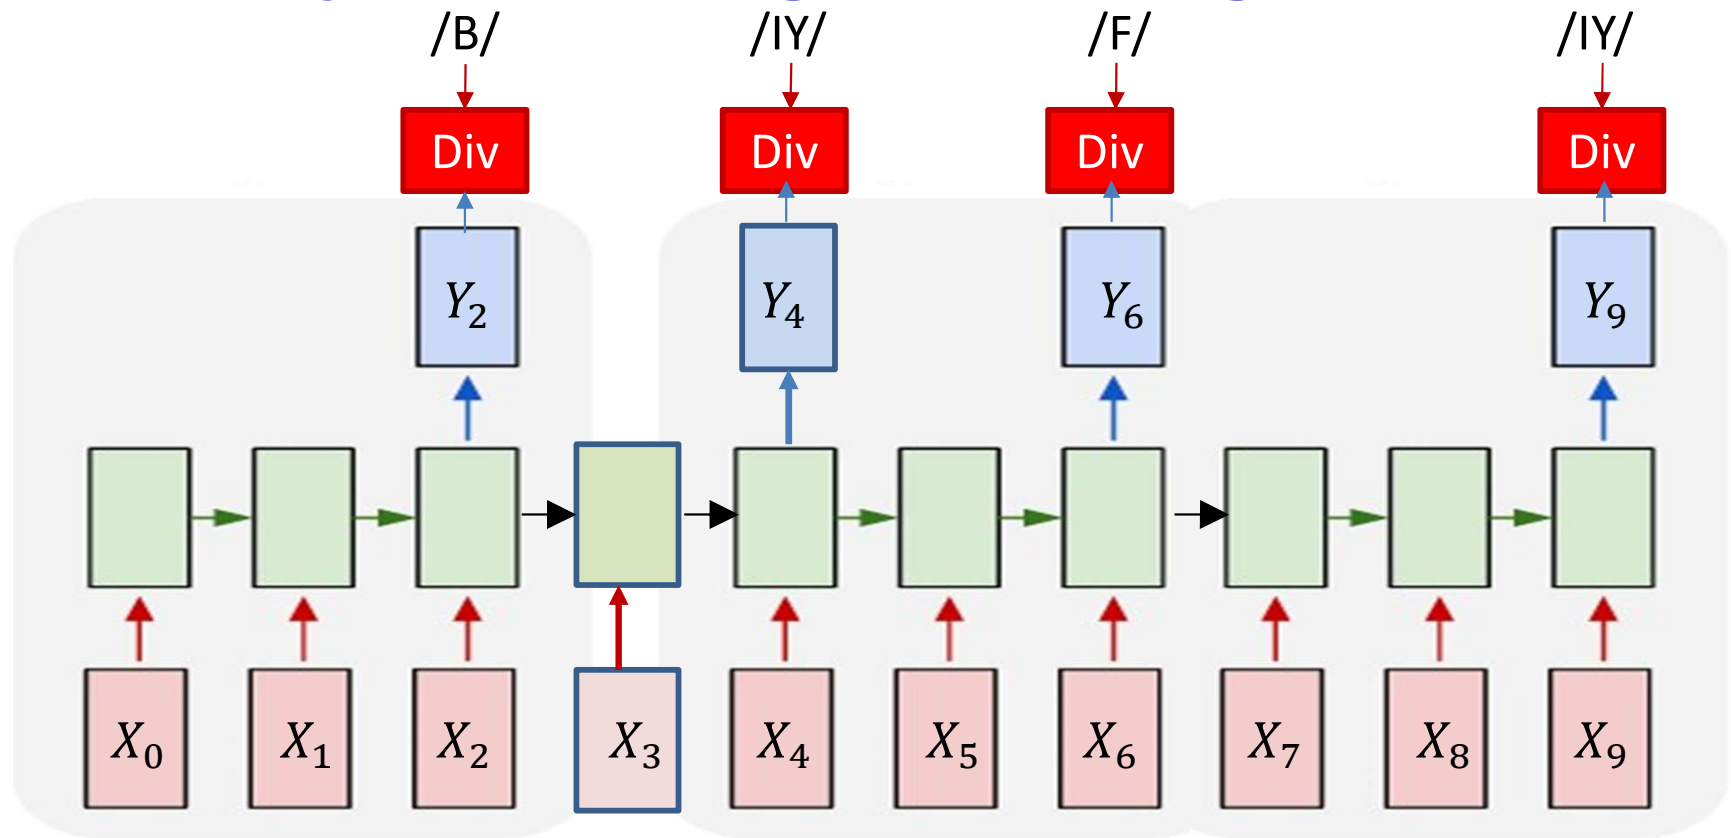 /B/ /IY/ /F/ /IY/
Div Div Div Div
Y₂ Y₄ Y₆ Y₉
X₀ X₁ X₂ X₃ X₄ X₅ X₆ X₇ X₈ X₉